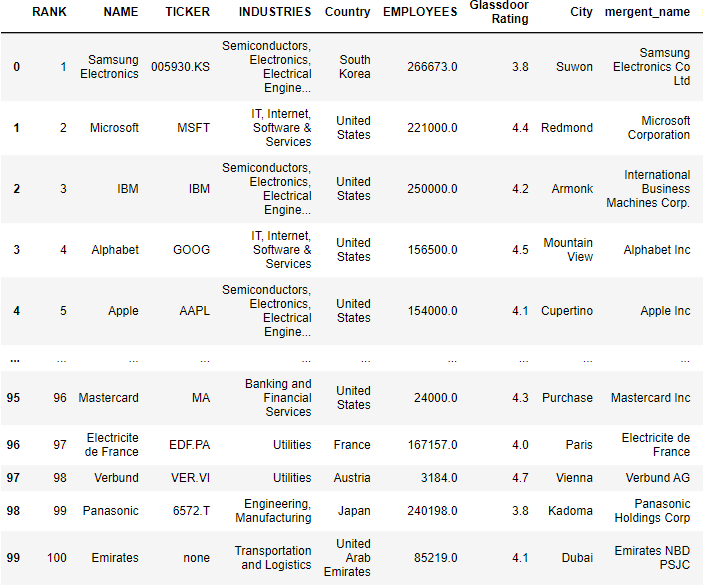 RANK NAME TICKER INDUSTRIES Country EMPLOYEES Glassdoor Rating City mergent_name
0 1 Samsung Electronics 005930.KS Semiconductors, Electronics, Electrical Engine... South Korea 266673.0 3.8 Suwon Samsung Electronics Co Ltd
1 2 Microsoft MSFT IT, Internet, Software & Services United States 221000.0 4.4 Redmond Microsoft Corporation
2 3 IBM IBM Semiconductors, Electronics, Electrical Engine... United States 250000.0 4.2 Armonk International Business Machines Corp.
3 4 Alphabet GOOG IT, Internet, Software & Services United States 156500.0 4.5 Mountain View Alphabet Inc
4 5 Apple AAPL Semiconductors, Electronics, Electrical Engine... United States 154000.0 4.1 Cupertino Apple Inc
... ... ... ... ... ... ... ... ... ...
95 96 Mastercard MA Banking and Financial Services United States 24000.0 4.3 Purchase Mastercard Inc
96 97 Electricite de France EDF.PA Utilities France 167157.0 4.0 Paris Electricite de France
97 98 Verbund VER.VI Utilities Austria 3184.0 4.7 Vienna Verbund AG
98 99 Panasonic 6572.T Engineering, Manufacturing Japan 240198.0 3.8 Kadoma Panasonic Holdings Corp
99 100 Emirates none Transportation and Logistics United Arab Emirates 85219.0 4.1 Dubai Emirates NBD PSJC